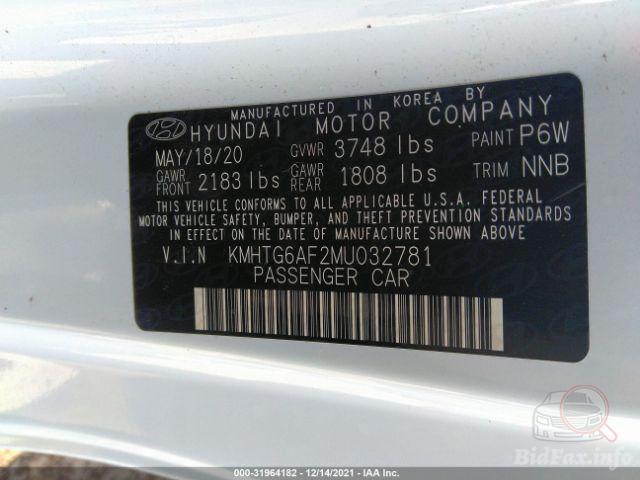 MANUFACTURED IN KOREA BY
HYUNDAI MOTOR COMPANY
MAY/18/20 GVWR 3748 lbs PAINT P6W
GAWR FRONT 2183 lbs GAWR REAR 1808 lbs TRIM NNB
THIS VEHICLE CONFORMS TO ALL APPLICABLE U.S.A. FEDERAL
MOTOR VEHICLE SAFETY, BUMPER, AND THEFT PREVENTION STANDARDS
IN EFFECT ON THE DATE OF MANUFACTURE SHOWN ABOVE.
V.I.N KMHTG6AF2MU032781
PASSENGER CAR
BidFax.info
000-31964182 - 12/14/2021 - IAA Inc.